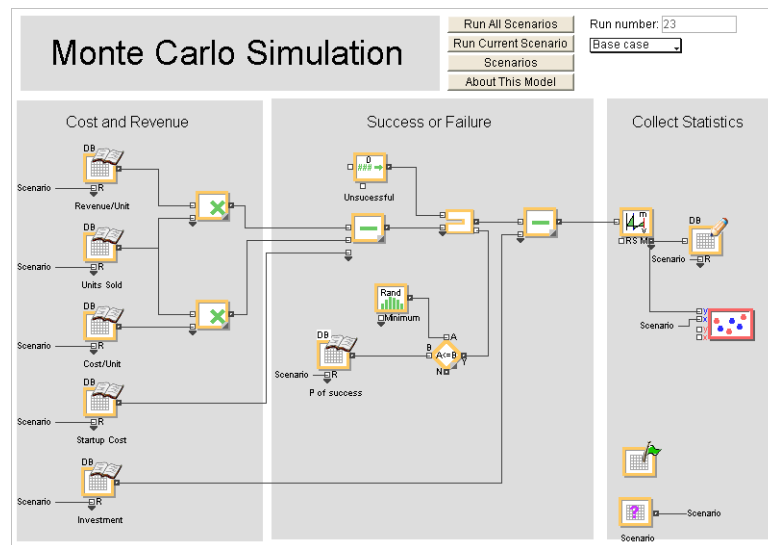 Monte Carlo Simulation
Run All Scenarios
Run number: 23
Run Current Scenario
Base case
Scenarios
About This Model
Cost and Revenue
Success or Failure
Collect Statistics
DB
Scenario
R
Revenue/Unit
DB
Scenario
R
Units Sold
DB
Scenario
R
Cost/Unit
DB
Scenario
R
Startup Cost
DB
Scenario
R
Investment
0
###
Unsucessful
Rand
Minimum
A
DB
B
A<=B
Y
N
Scenario
R
P of success
m
v
RS M
DB
Scenario
R
y
x
y
x
Scenario
?
Scenario
Scenario